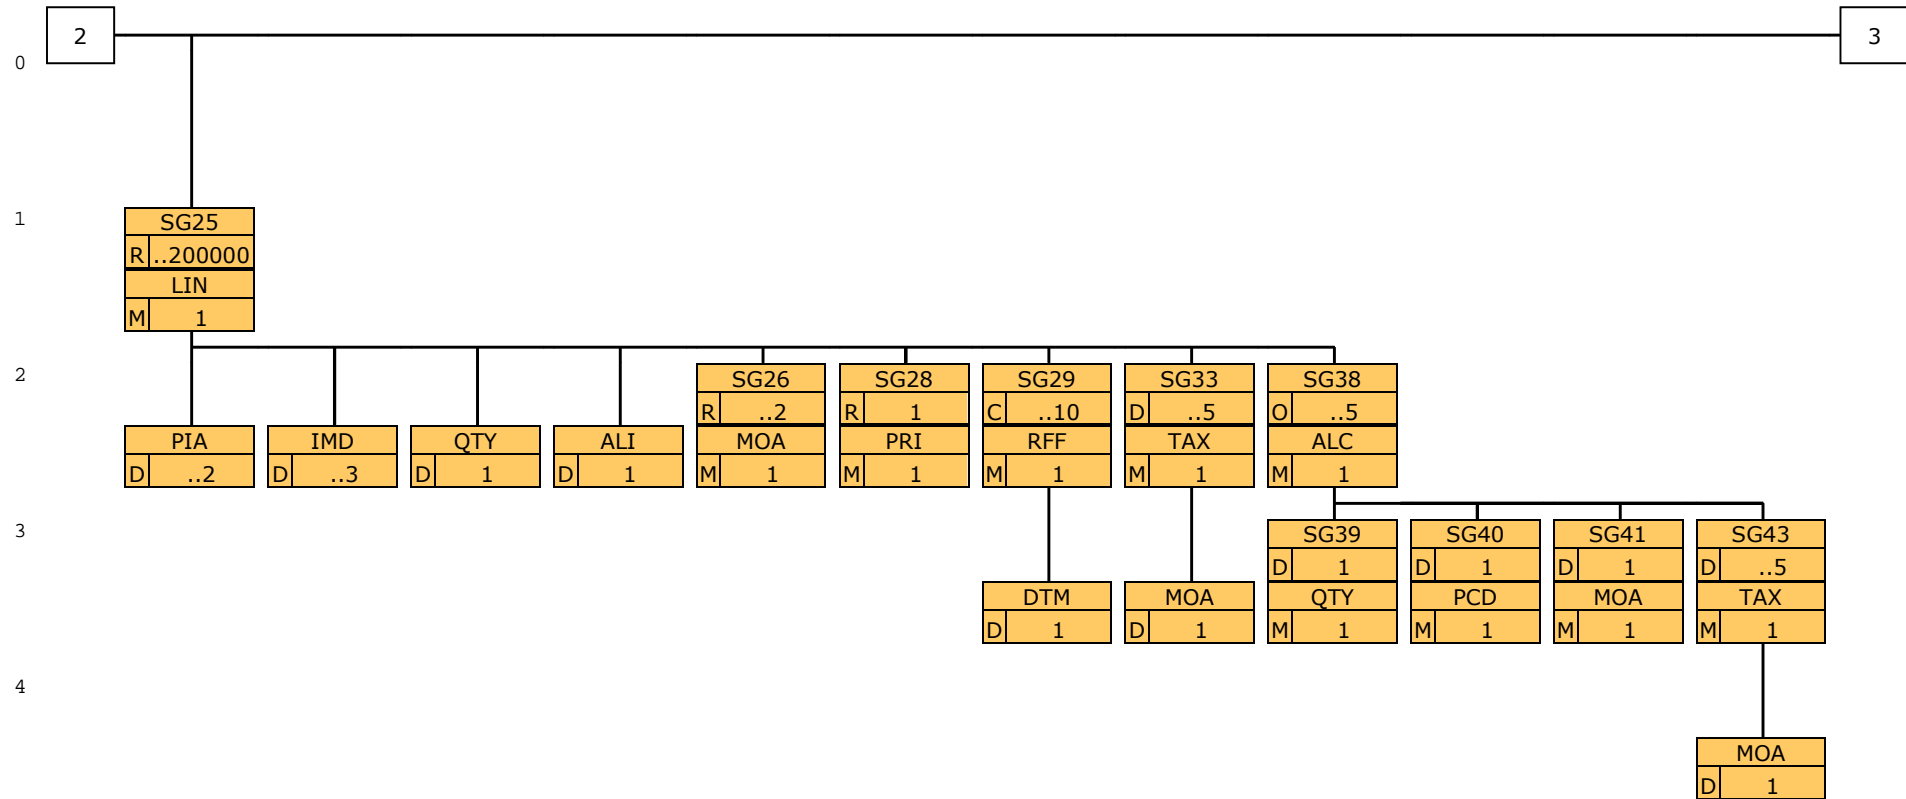 2
3
0
1
SG25
R ..200000
LIN
M 1
2
SG26
SG28
SG29
SG33
SG38
R ..2
R 1
C ..10
D ..5
O ..5
PIA
IMD
QTY
ALI
MOA
PRI
RFF
TAX
ALC
D ..2
D ..3
D 1
D 1
M 1
M 1
M 1
M 1
M 1
3
SG39
SG40
SG41
SG43
D 1
D 1
D 1
D ..5
DTM
MOA
QTY
PCD
MOA
TAX
D 1
D 1
M 1
M 1
M 1
M 1
4
MOA
D 1